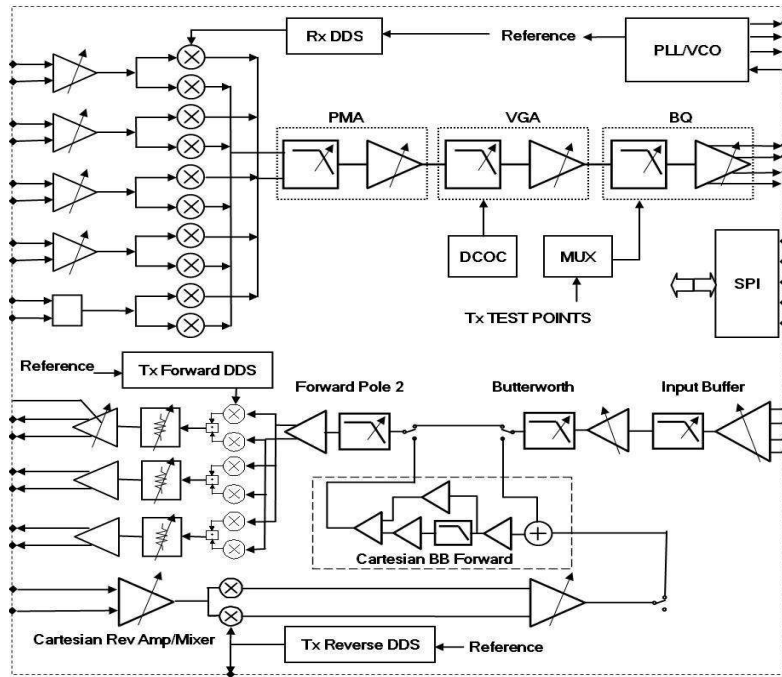 Rx DDS
Reference
PLL/VCO
PMA
VGA
BQ
DCOC
MUX
SPI
Tx TEST POINTS
Reference
Tx Forward DDS
Forward Pole 2
Butterworth
Input Buffer
Cartesian BB Forward
Cartesian Rev Amp/Mixer
Tx Reverse DDS
Reference